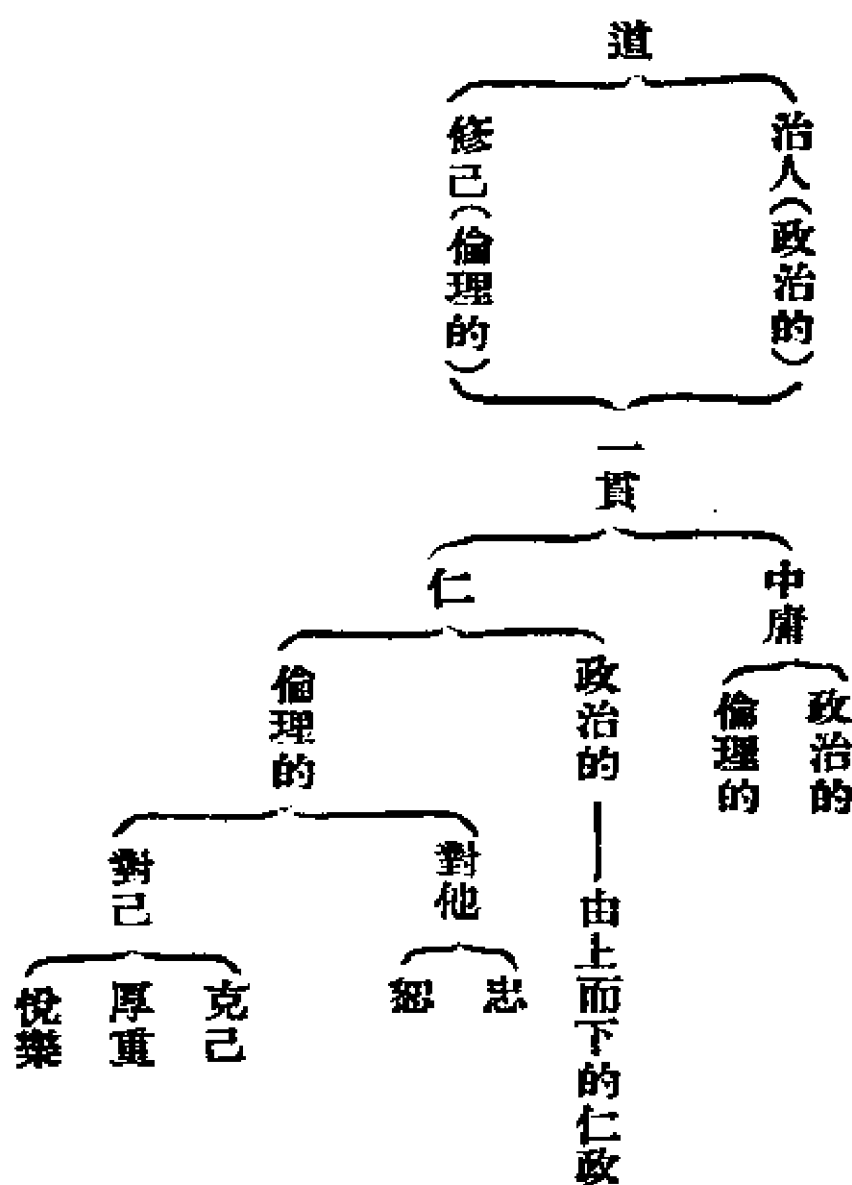 道
治人（政治的）
修己（倫理的）
一貫
中庸
政治的
倫理的
仁
政治的——由上而下的仁政
倫理的
對他
忠
恕
對己
克己
厚重
悅樂